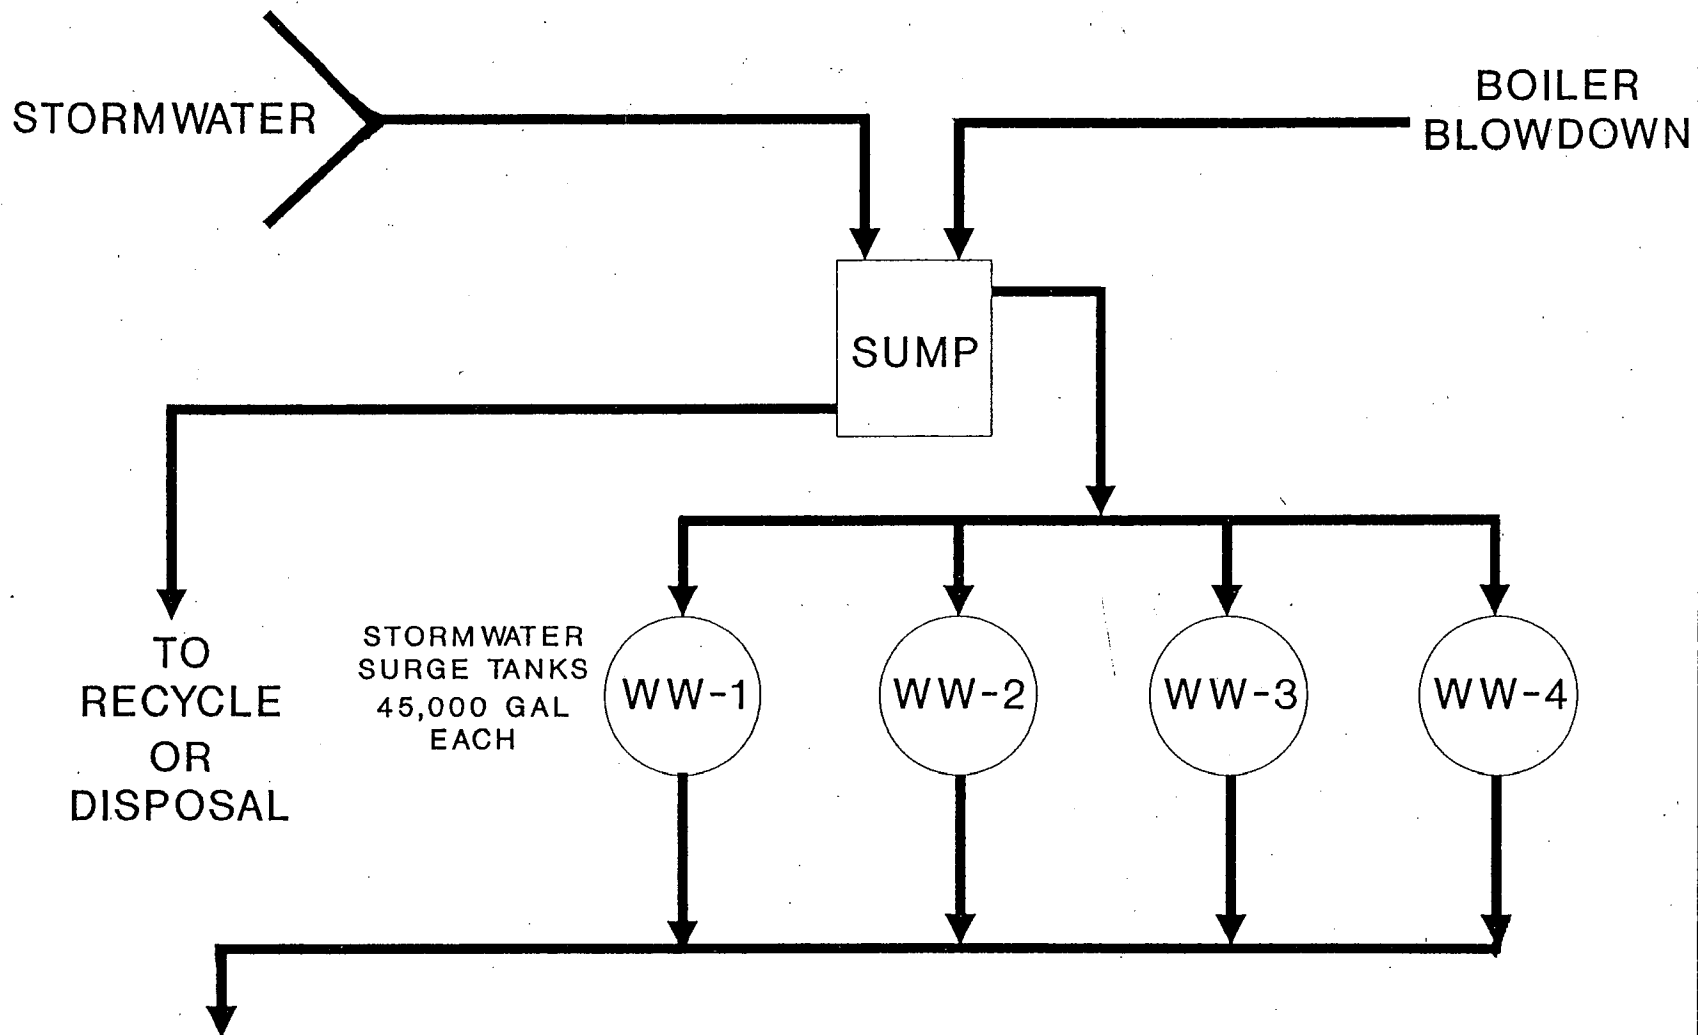 STORMWATER
BOILER
BLOWDOWN
SUMP
TO
RECYCLE
OR
DISPOSAL
STORMWATER
SURGE TANKS
45,000 GAL
EACH
WW-1
WW-2
WW-3
WW-4